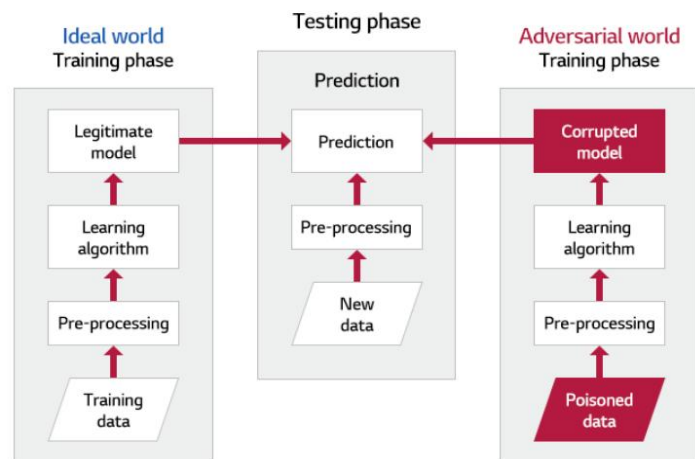 Ideal world
Training phase
Legitimate
model
Learning
algorithm
Pre-processing
Training
data
Testing phase
Prediction
Prediction
Pre-processing
New
data
Adversarial world
Training phase
Corrupted
model
Learning
algorithm
Pre-processing
Poisoned
data